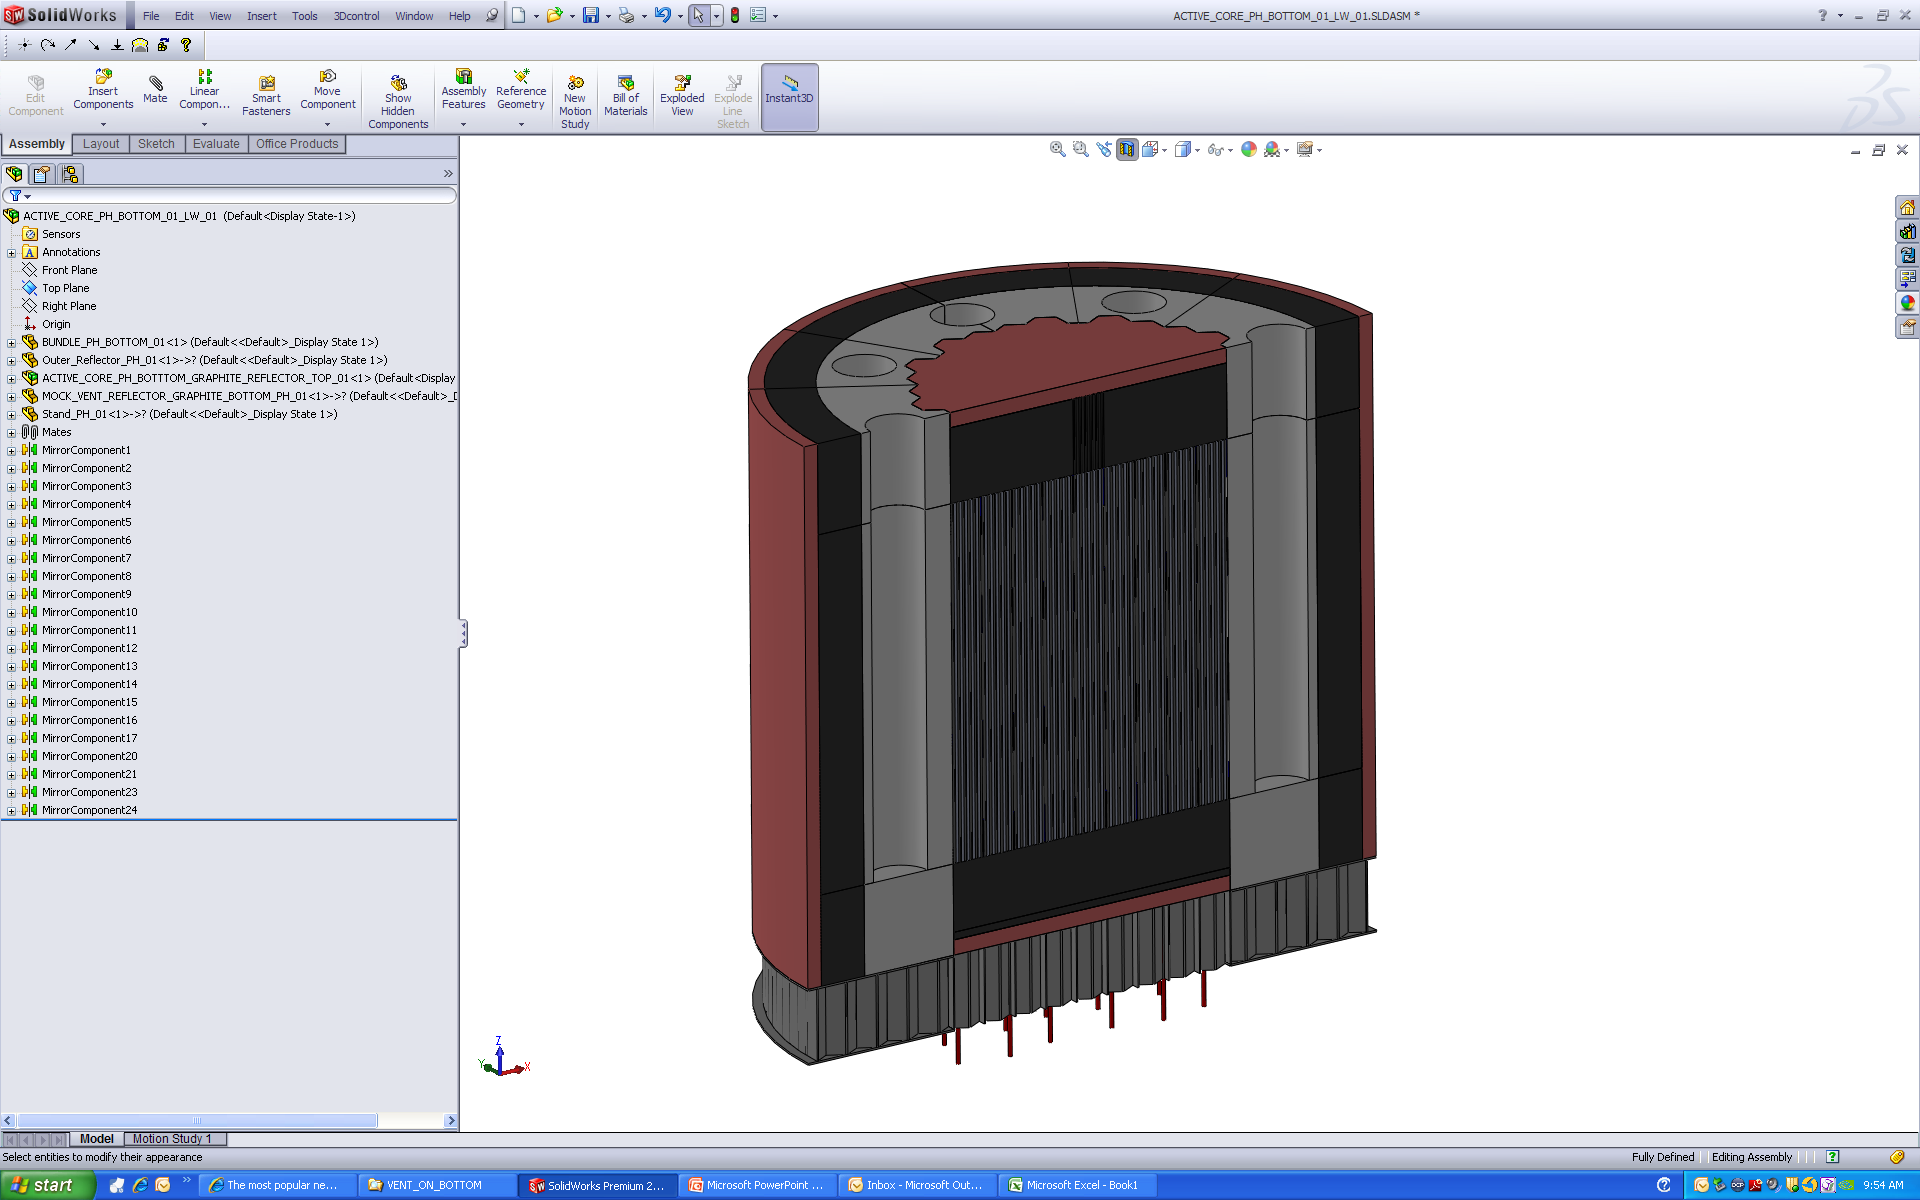 SolidWorks File Edit View Insert Tools 3Dcontrol Window Help ACTIVE_CORE_PH_BOTTOM_01_LW_01.SLDASM *
Edit Component
Insert Components
Mate
Linear Compon...
Smart Fasteners
Move Component
Show Hidden Components
Assembly Features
Reference Geometry
New Motion Study
Bill of Materials
Exploded View
Explode Line Sketch
Instant3D
Assembly Layout Sketch Evaluate Office Products
ACTIVE_CORE_PH_BOTTOM_01_LW_01 (Default<Display State-1>)
Sensors
Annotations
Front Plane
Top Plane
Right Plane
Origin
BUNDLE_PH_BOTTOM_01<1> (Default<<Default>_Display State 1>)
Outer_Reflector_PH_01<1>->? (Default<<Default>_Display State 1>)
ACTIVE_CORE_PH_BOTTTOM_GRAPHITE_REFLECTOR_TOP_01<1> (Default<Display
MOCK_VENT_REFLECTOR_GRAPHITE_BOTTOM_PH_01<1>->? (Default<<Default>_D
Stand_PH_01<1>->? (Default<<Default>_Display State 1>)
Mates
MirrorComponent1
MirrorComponent2
MirrorComponent3
MirrorComponent4
MirrorComponent5
MirrorComponent6
MirrorComponent7
MirrorComponent8
MirrorComponent9
MirrorComponent10
MirrorComponent11
MirrorComponent12
MirrorComponent13
MirrorComponent14
MirrorComponent15
MirrorComponent16
MirrorComponent17
MirrorComponent20
MirrorComponent21
MirrorComponent23
MirrorComponent24
Z
Y X
Model Motion Study 1
Select entities to modify their appearance Fully Defined Editing Assembly
start The most popular ne... VENT_ON_BOTTOM SolidWorks Premium 2... Microsoft PowerPoint ... Inbox - Microsoft Out... Microsoft Excel - Book1 9:54 AM